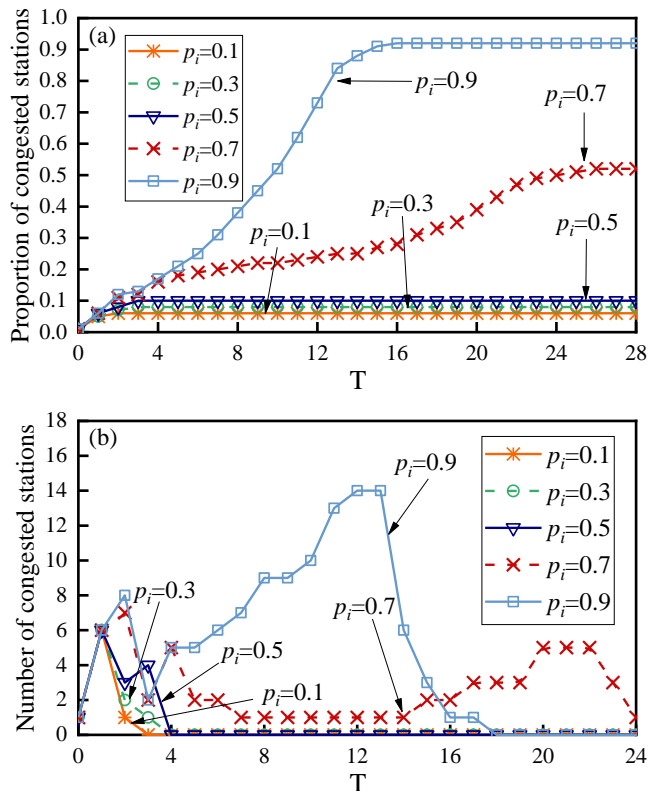 (a)
Proportion of congested stations
1.0
0.9
0.8
0.7
0.6
0.5
0.4
0.3
0.2
0.1
0.0
p_i=0.1
p_i=0.3
p_i=0.5
p_i=0.7
p_i=0.9
p_i=0.9
p_i=0.7
p_i=0.3
p_i=0.1
p_i=0.5
0 4 8 12 16 20 24 28
T
(b)
Number of congested stations
18
16
14
12
10
8
6
4
2
0
p_i=0.1
p_i=0.3
p_i=0.5
p_i=0.7
p_i=0.9
p_i=0.9
p_i=0.3
p_i=0.7
p_i=0.5
p_i=0.1
0 4 8 12 16 20 24
T